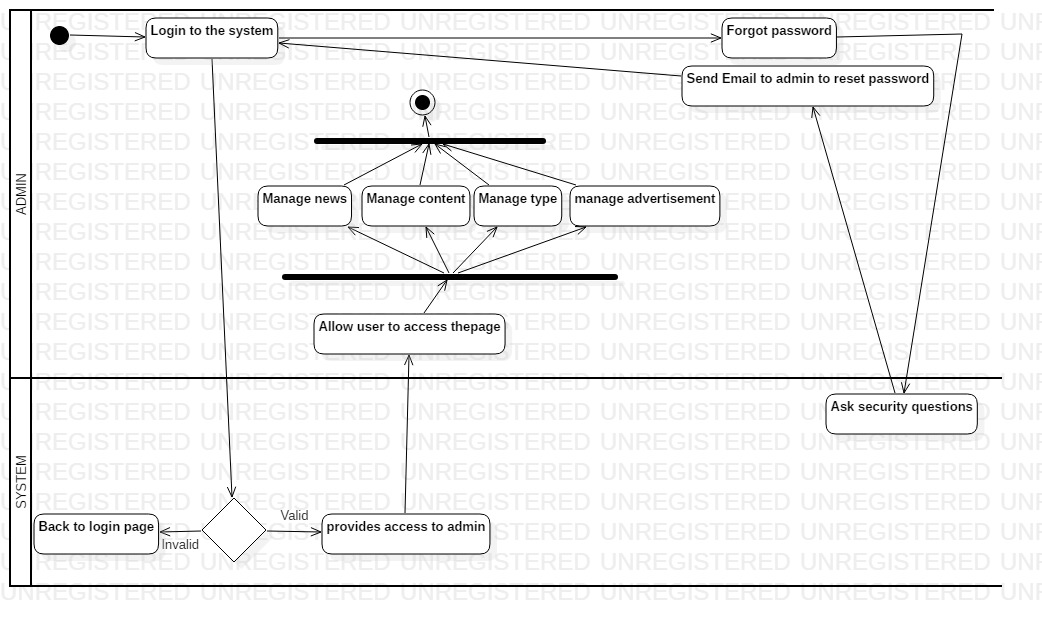 Login to the system
Forgot password
Send Email to admin to reset password
ADMIN
Manage news
Manage content
Manage type
manage advertisement
Allow user to access thepage
Ask security questions
SYSTEM
Valid
Back to login page
provides access to admin
Invalid
UNREGISTERED